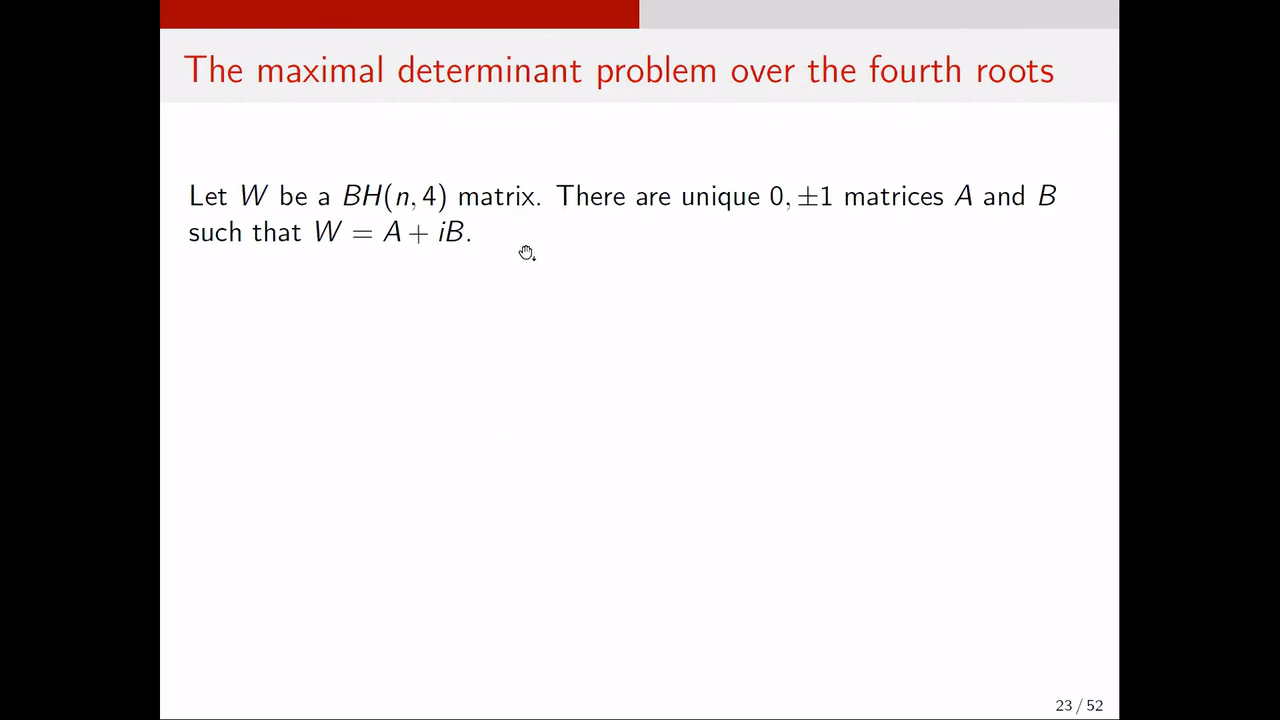 The maximal determinant problem over the fourth roots
Let W be a BH(n, 4) matrix. There are unique 0, ±1 matrices A and B
such that W = A + iB.
23 / 52